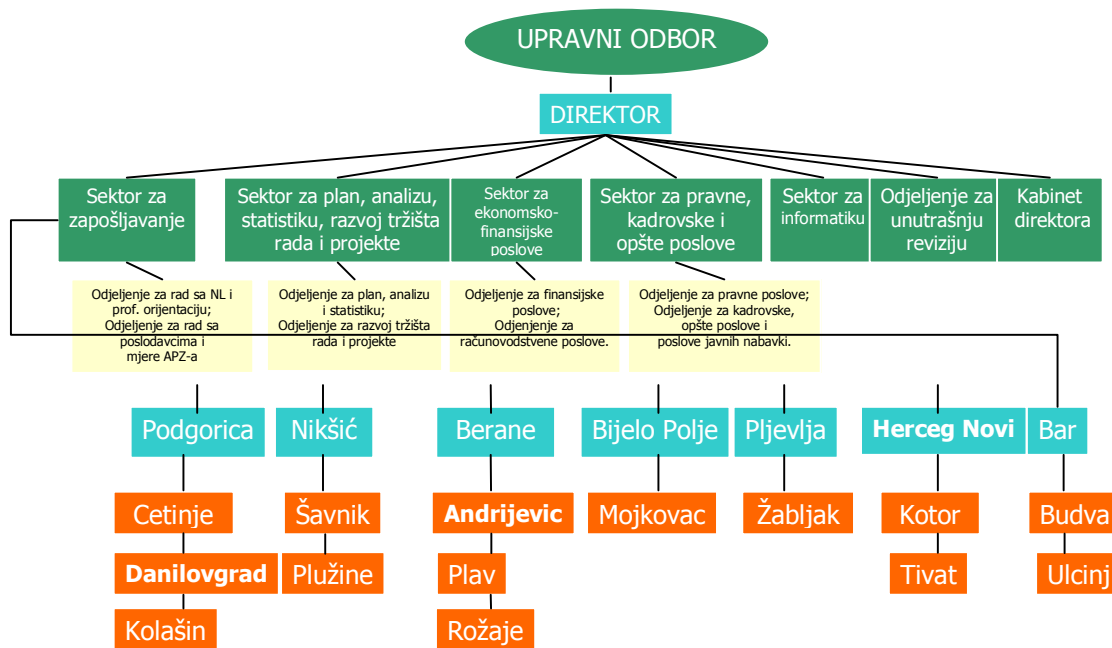 UPRAVNI ODBOR
DIREKTOR
Sektor za
zapošljavanje
Sektor za plan, analizu,
statistiku, razvoj tržišta
rada i projekte
Sektor za
ekonomsko-
finansijske
poslove
Sektor za pravne,
kadrovske i
opšte poslove
Sektor za
informatiku
Odjeljenje za
unutrašnju
reviziju
Kabinet
direktora
Odjeljenje za rad sa NL i
prof. orijentaciju;
Odjeljenje za rad sa
poslodavcima i
mjere APZ-a
Odjeljenje za plan, analizu
i statistiku;
Odjeljenje za razvoj tržišta
rada i projekte
Odjeljenje za finansijske
poslove;
Odjenjenje za
računovodstvene poslove.
Odjeljenje za pravne poslove;
Odjeljenje za kadrovske,
opšte poslove i
poslove javnih nabavki.
Podgorica
Nikšić
Berane
Bijelo Polje
Pljevlja
Herceg Novi
Bar
Cetinje
Šavnik
Andrijevic
Mojkovac
Žabljak
Kotor
Budva
Danilovgrad
Plužine
Plav
Tivat
Ulcinj
Kolašin
Rožaje